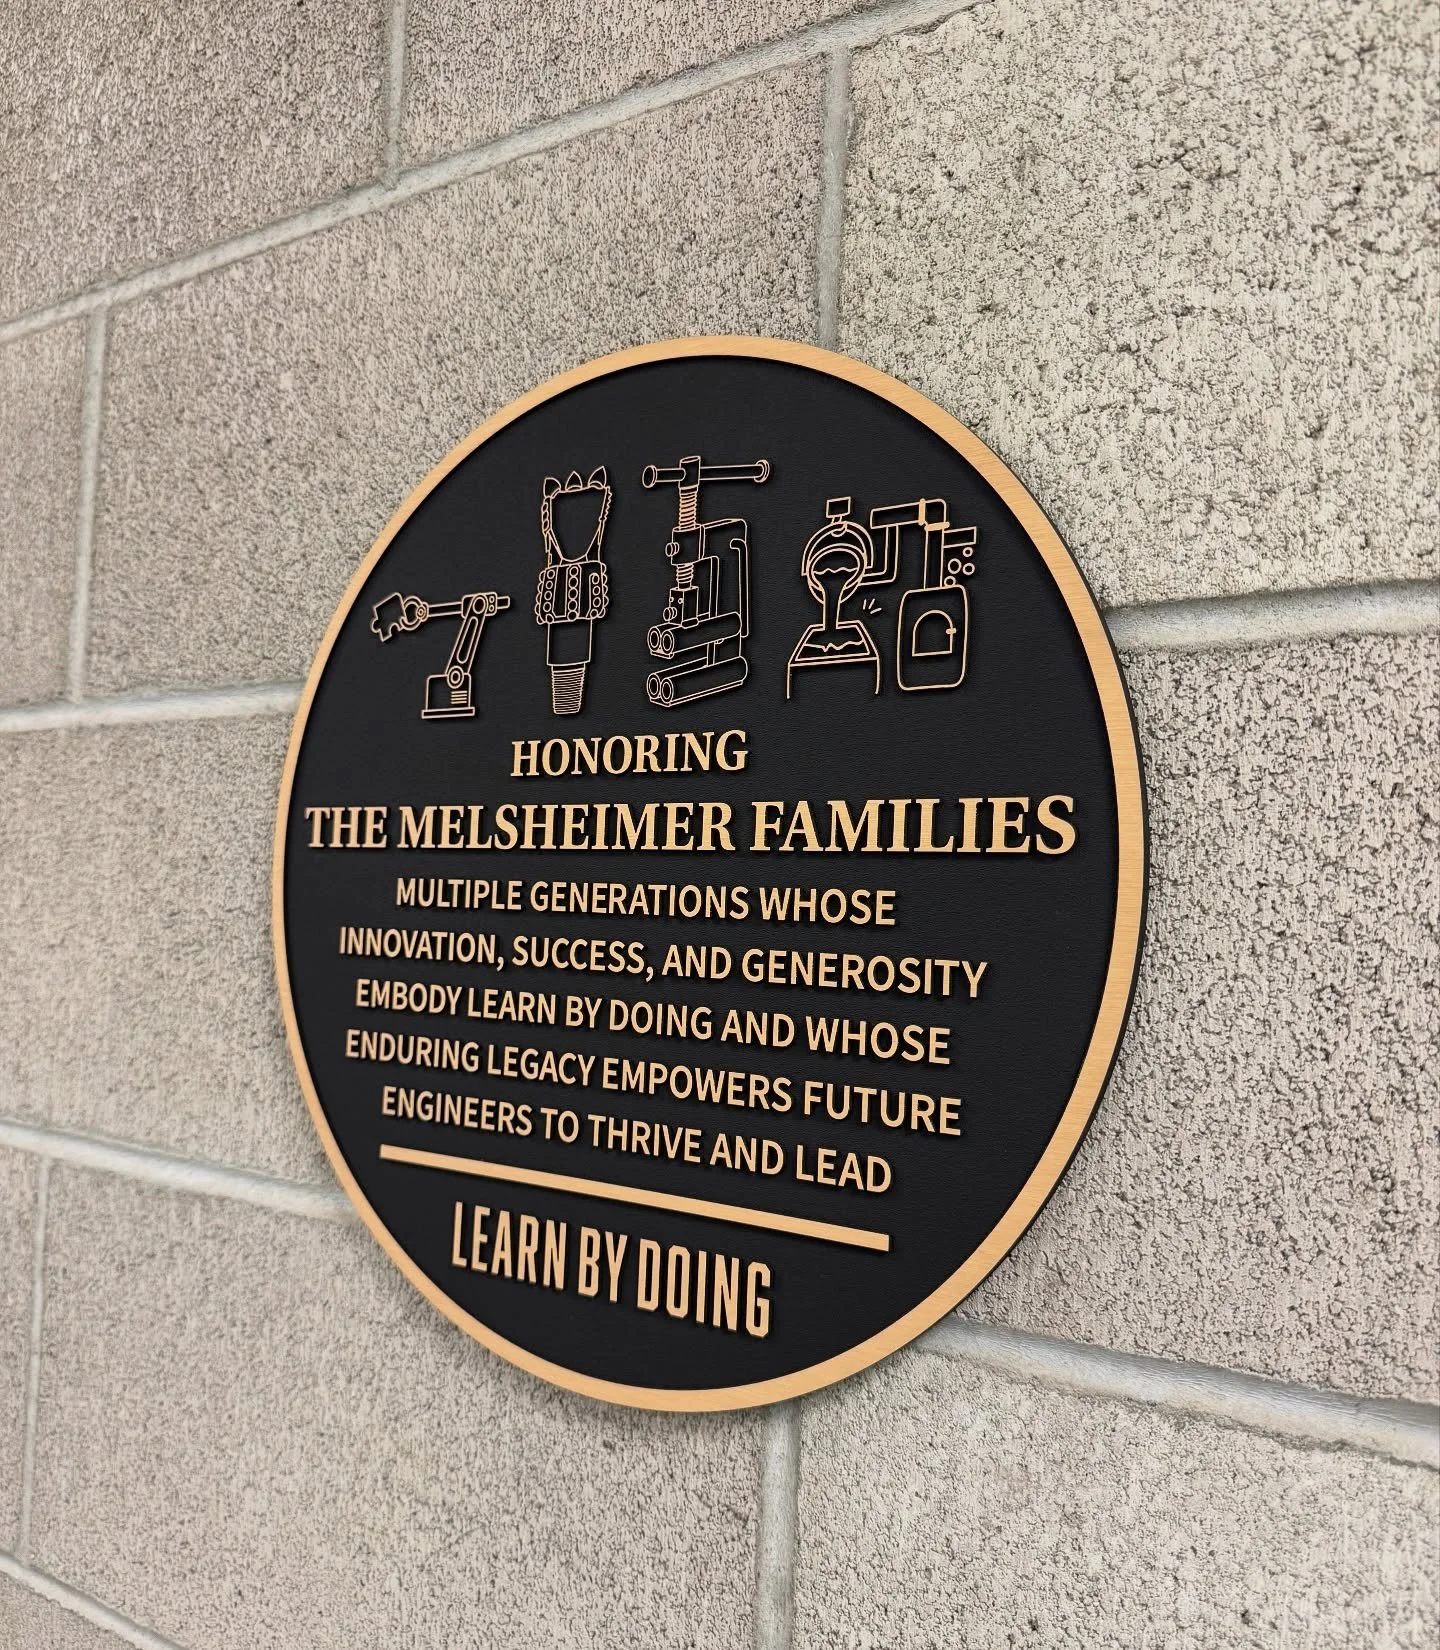 HONORING
THE MELSHEIMER FAMILIES
MULTIPLE GENERATIONS WHOSE
INNOVATION, SUCCESS, AND GENEROSITY
EMBODY LEARN BY DOING AND WHOSE
ENDURING LEGACY EMPOWERS FUTURE
ENGINEERS TO THRIVE AND LEAD
LEARN BY DOING